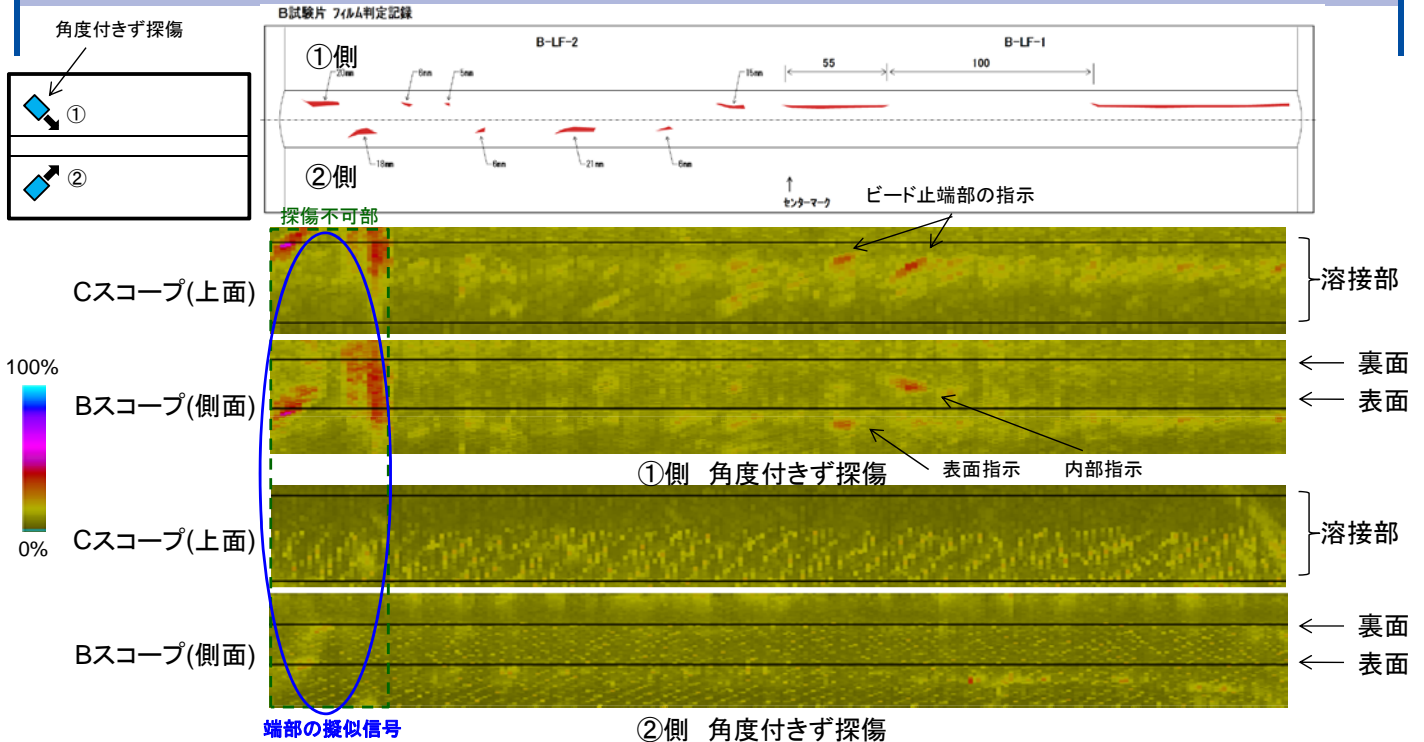 B試験片 フィルム判定記録
角度付きず探傷
①
②
B-LF-2
B-LF-1
①側
20mm
6mm
5mm
15mm
55
100
18mm
6mm
21mm
6mm
②側
センターマーク
ビード止端部の指示
探傷不可部
Cスコープ(上面)
溶接部
100%
0%
Bスコープ(側面)
裏面
表面
表面指示
内部指示
①側 角度付きず探傷
Cスコープ(上面)
溶接部
Bスコープ(側面)
裏面
表面
端部の擬似信号
②側 角度付きず探傷